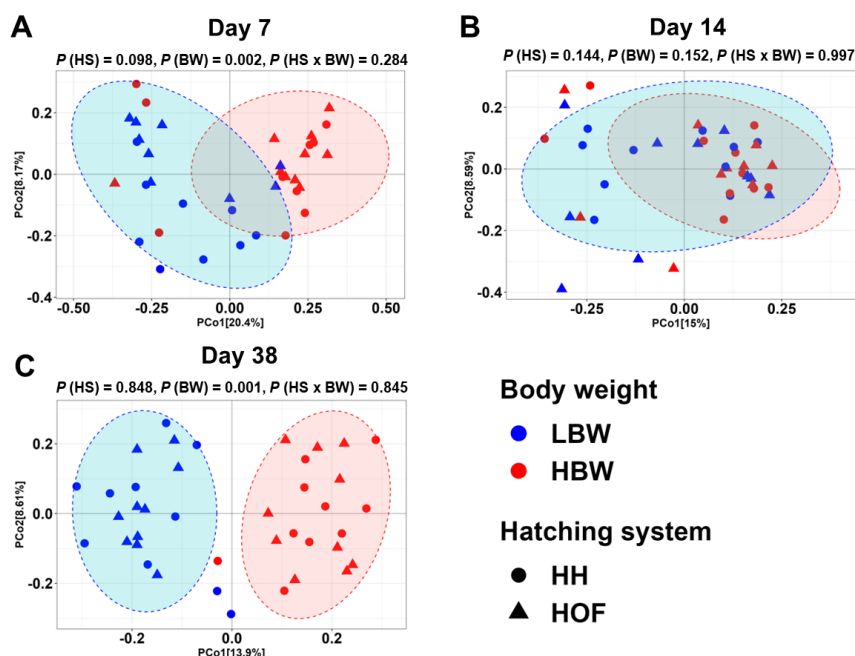 A
Day 7
P (HS) = 0.098, P (BW) = 0.002, P (HS x BW) = 0.284
PCo2[8.17%]
0.2
0.0
-0.2
-0.4
-0.50
-0.25
0.00
0.25
0.50
PCo1[20.4%]
B
Day 14
P (HS) = 0.144, P (BW) = 0.152, P (HS x BW) = 0.997
PCo2[8.59%]
0.2
0.0
-0.2
-0.4
-0.25
0.00
0.25
PCo1[15%]
C
Day 38
P (HS) = 0.848, P (BW) = 0.001, P (HS x BW) = 0.845
PCo2[8.61%]
0.2
0.0
-0.2
-0.2
0.0
0.2
PCo1[13.9%]
Body weight
LBW
HBW
Hatching system
HH
HOF